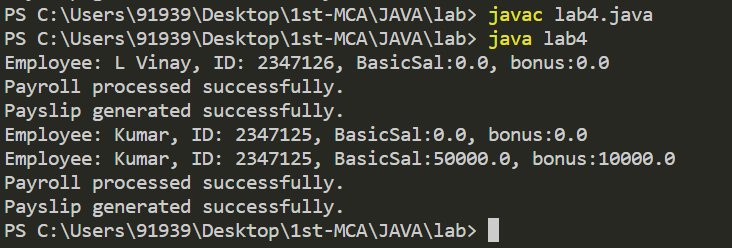 PS C:\Users\91939\Desktop\1st-MCA\JAVA\lab> javac lab4.java
PS C:\Users\91939\Desktop\1st-MCA\JAVA\lab> java lab4
Employee: L Vinay, ID: 2347126, BasicSal:0.0, bonus:0.0
Payroll processed successfully.
Payslip generated successfully.
Employee: Kumar, ID: 2347125, BasicSal:0.0, bonus:0.0
Employee: Kumar, ID: 2347125, BasicSal:50000.0, bonus:10000.0
Payroll processed successfully.
Payslip generated successfully.
PS C:\Users\91939\Desktop\1st-MCA\JAVA\lab>